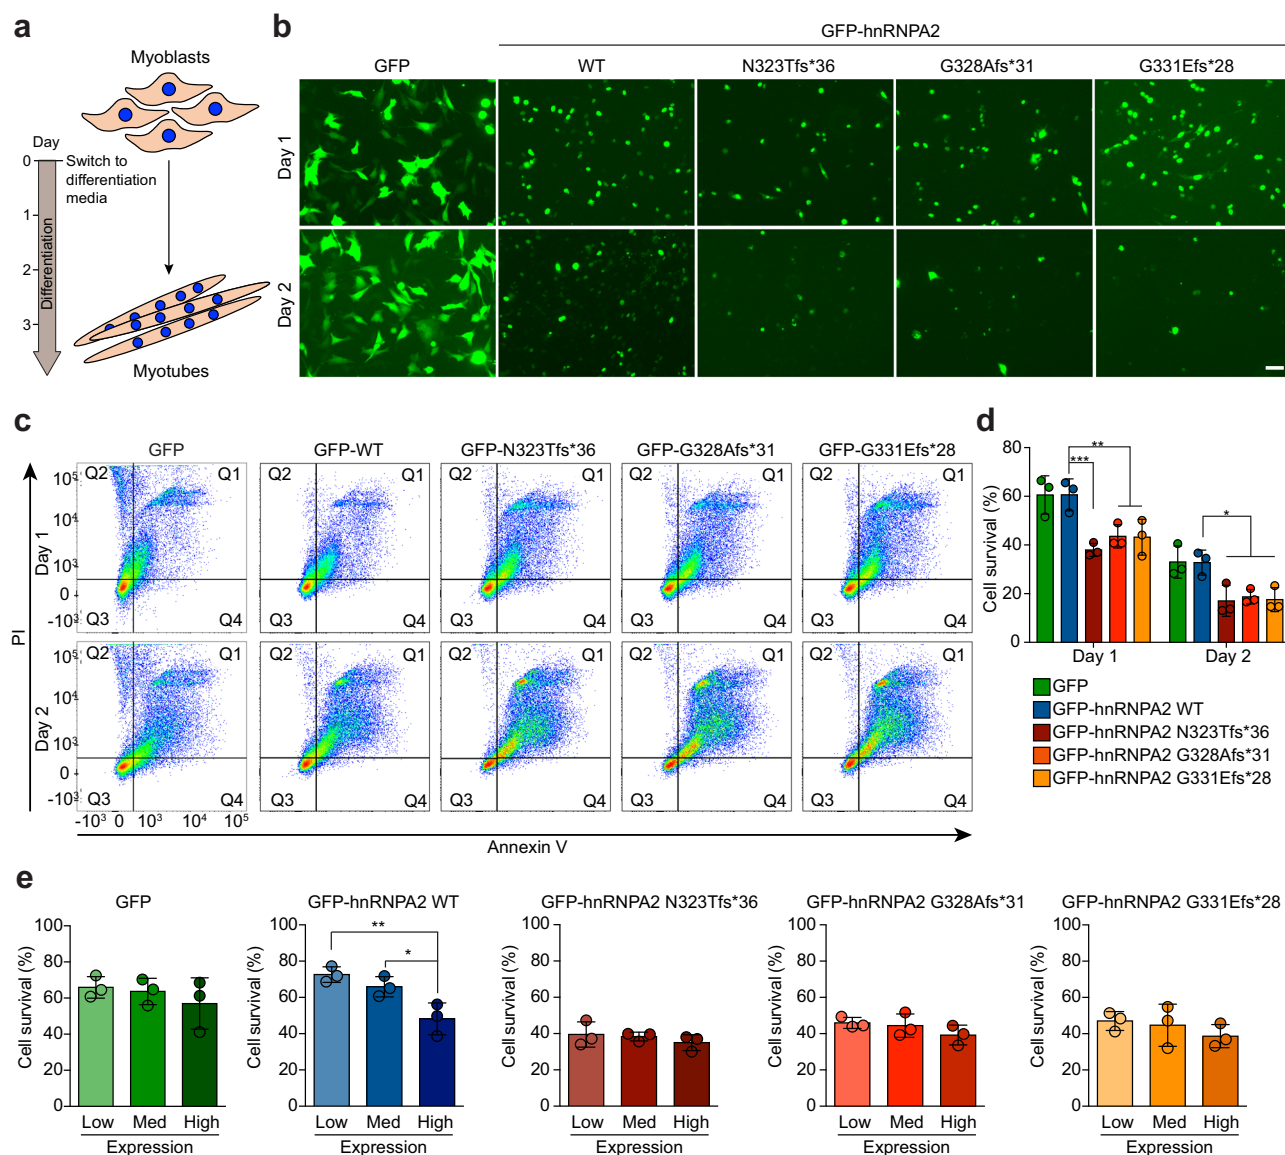 a
Myoblasts
Day
0
Switch to
differentiation
media
1
2
3
Differentiation
Myotubes
b
GFP-hnRNPA2
GFP
WT
N323Tfs*36
G328Afs*31
G331Efs*28
Day 1
Day 2
c
GFP
GFP-WT
GFP-N323Tfs*36
GFP-G328Afs*31
GFP-G331Efs*28
PI
Day 1
10⁵
10⁴
10³
0
-10³
Q2
Q1
Q3
Q4
Q2
Q1
Q3
Q4
Q2
Q1
Q3
Q4
Q2
Q1
Q3
Q4
Q2
Q1
Q3
Q4
Day 2
10⁵
10⁴
10³
0
-10³
Q2
Q1
Q3
Q4
Q2
Q1
Q3
Q4
Q2
Q1
Q3
Q4
Q2
Q1
Q3
Q4
Q2
Q1
Q3
Q4
-10³ 0 10³ 10⁴ 10⁵
Annexin V
d
Cell survival (%)
80
60
40
20
0
***
**
*
Day 1
Day 2
GFP
GFP-hnRNPA2 WT
GFP-hnRNPA2 N323Tfs*36
GFP-hnRNPA2 G328Afs*31
GFP-hnRNPA2 G331Efs*28
e
GFP
Cell survival (%)
100
80
60
40
20
0
Low Med High
Expression
GFP-hnRNPA2 WT
Cell survival (%)
100
80
60
40
20
0
**
*
Low Med High
Expression
GFP-hnRNPA2 N323Tfs*36
Cell survival (%)
100
80
60
40
20
0
Low Med High
Expression
GFP-hnRNPA2 G328Afs*31
Cell survival (%)
100
80
60
40
20
0
Low Med High
Expression
GFP-hnRNPA2 G331Efs*28
Cell survival (%)
100
80
60
40
20
0
Low Med High
Expression